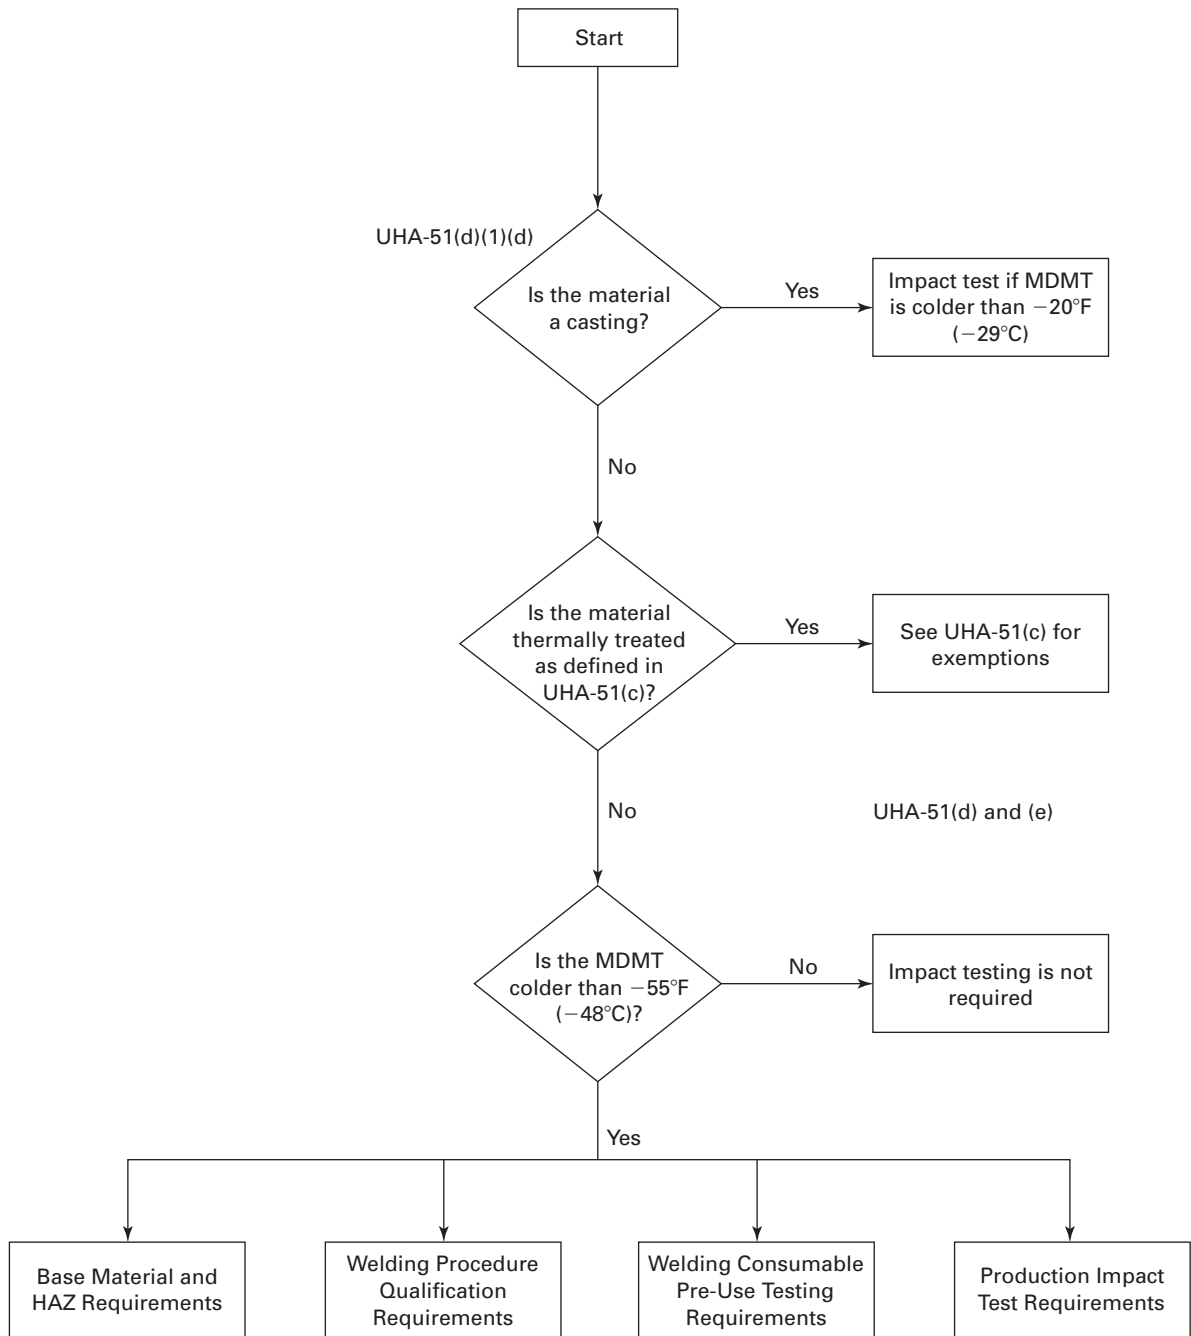 Start
UHA-51(d)(1)(d)
Is the material
a casting?
Yes
Impact test if MDMT
is colder than −20°F
(−29°C)
No
Is the material
thermally treated
as defined in
UHA-51(c)?
Yes
See UHA-51(c) for
exemptions
No
UHA-51(d) and (e)
Is the MDMT
colder than −55°F
(−48°C)?
No
Impact testing is not
required
Yes
Base Material and
HAZ Requirements
Welding Procedure
Qualification
Requirements
Welding Consumable
Pre-Use Testing
Requirements
Production Impact
Test Requirements